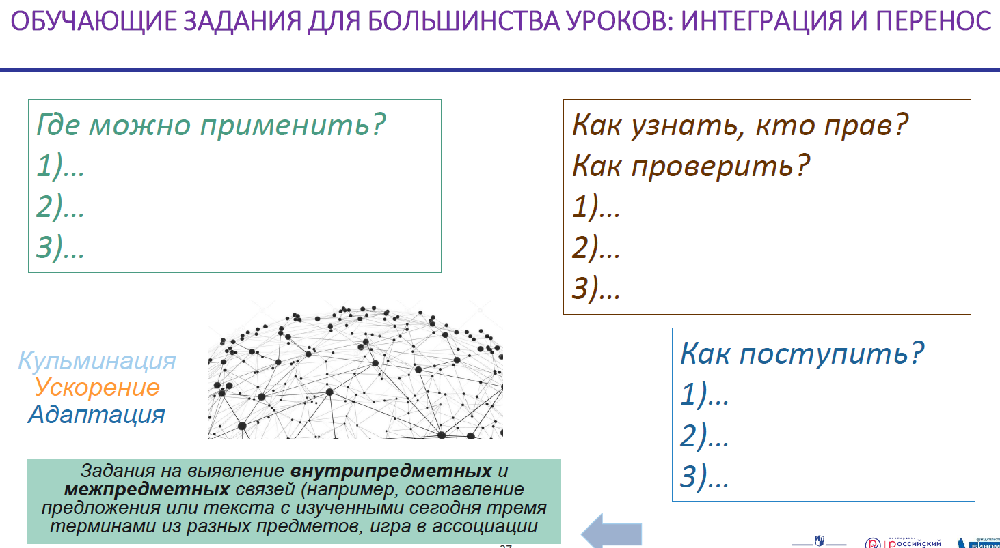 ОБУЧАЮЩИЕ ЗАДАНИЯ ДЛЯ БОЛЬШИНСТВА УРОКОВ: ИНТЕГРАЦИЯ И ПЕРЕНОС
Где можно применить?
1)...
2)...
3)...
Как узнать, кто прав?
Как проверить?
1)...
2)...
3)...
Кульминация
Ускорение
Адаптация
Как поступить?
1)...
2)...
3)...
Задания на выявление внутрипредметных и
межпредметных связей (например, составление
предложения или текста с изученными сегодня тремя
терминами из разных предметов, игра в ассоциации
российский